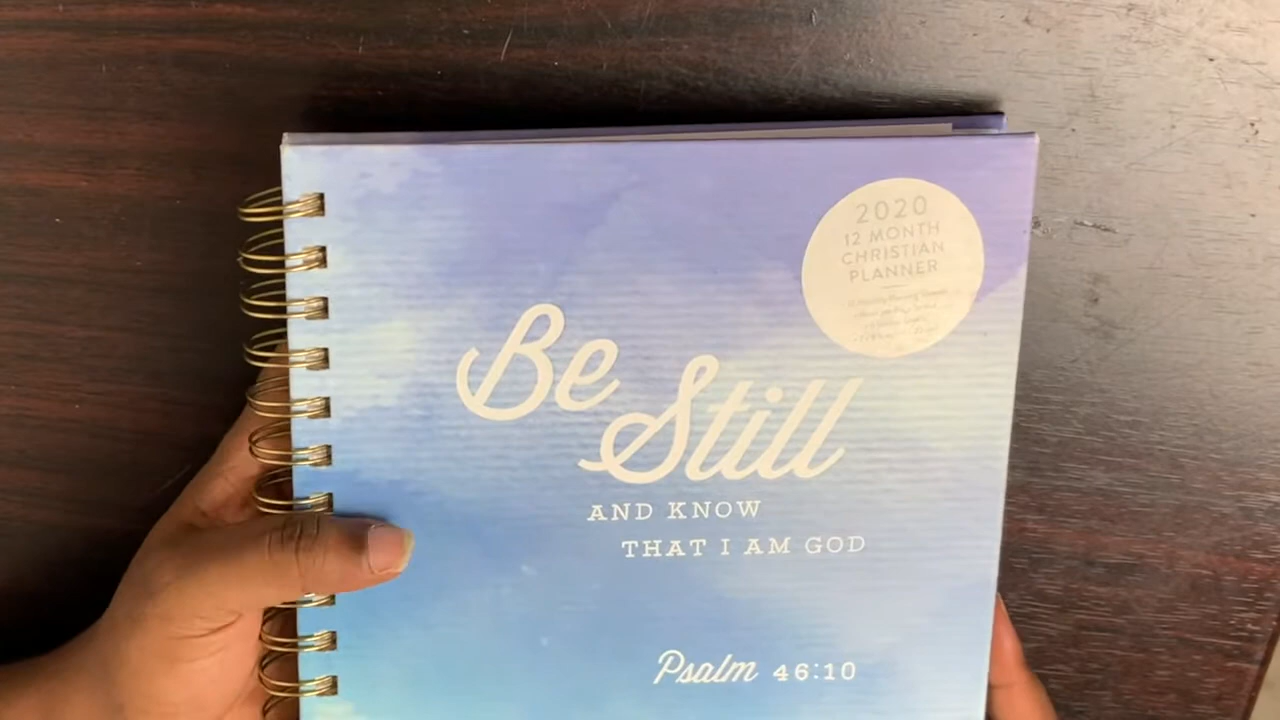 2020
12 MONTH
CHRISTIAN
PLANNER
Be
Still
AND KNOW
THAT I AM GOD
Psalm 46:10